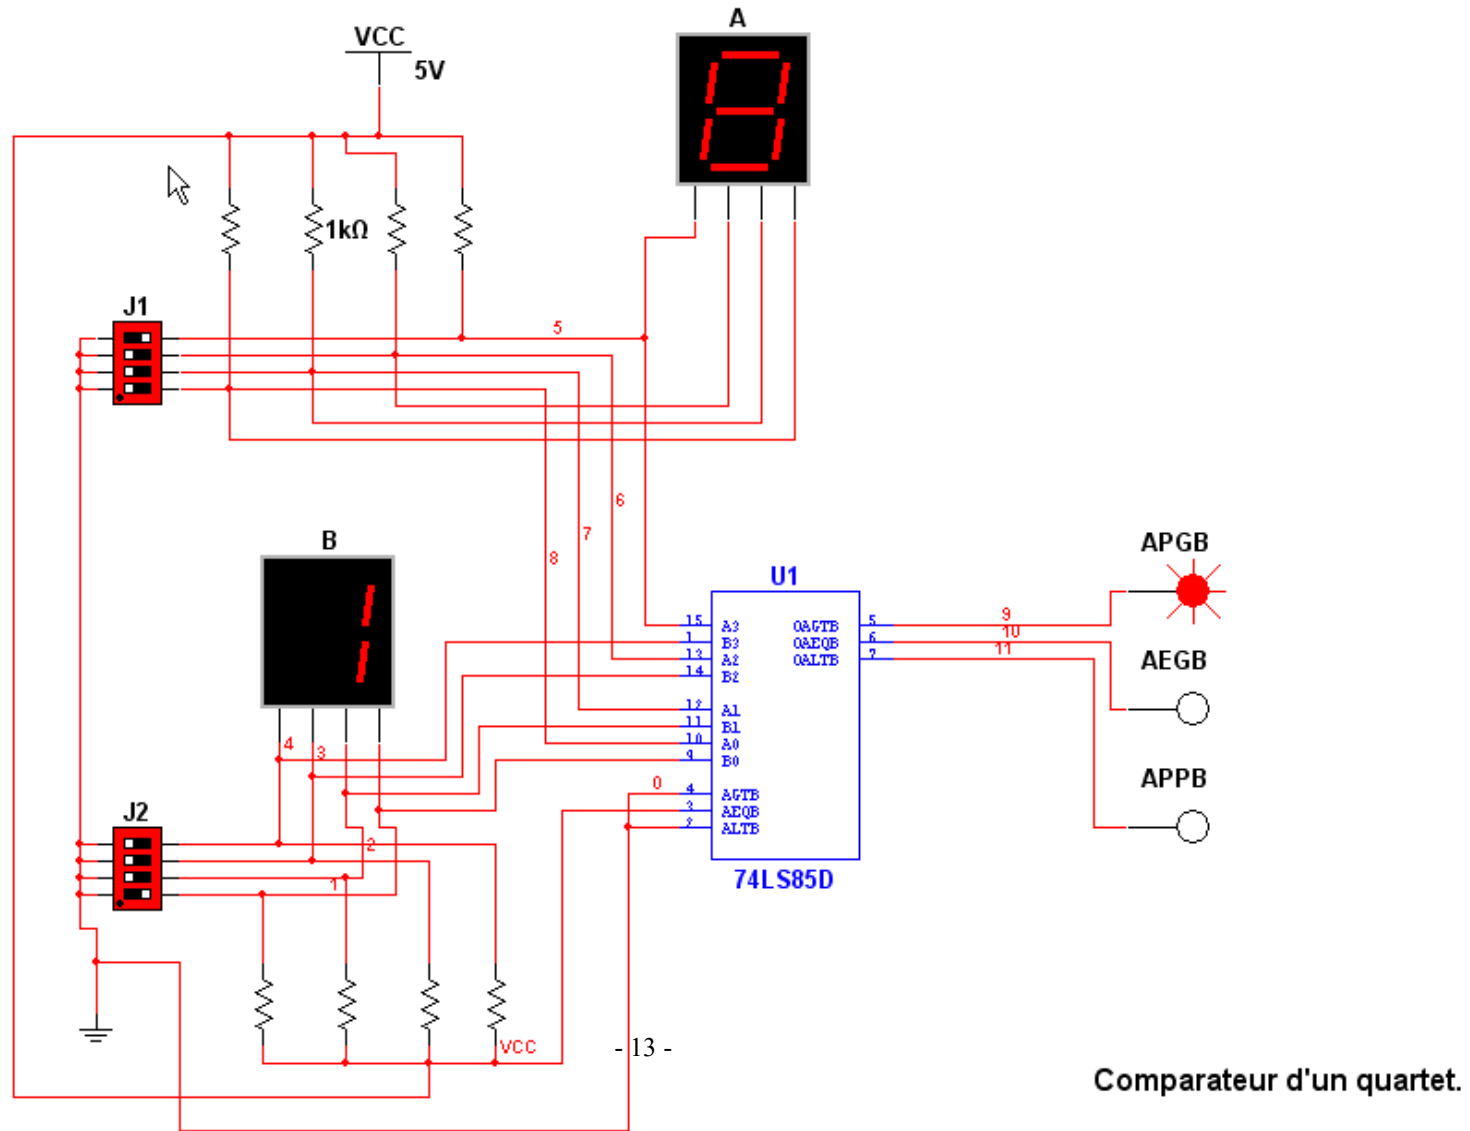 A
VCC
5V
1kΩ
J1
5
6
7
8
B
4
3
J2
2
1
U1
15 A3 OAGTB 5
1 B3 OAEQB 6
13 A2 OALTB 7
14 B2
12 A1
11 B1
10 A0
9 B0
0
4 AGTB
3 AEQB
2 ALTB
74LS85D
9
10
11
APGB
AEGB
APPB
VCC
- 13 -
Comparateur d'un quartet.